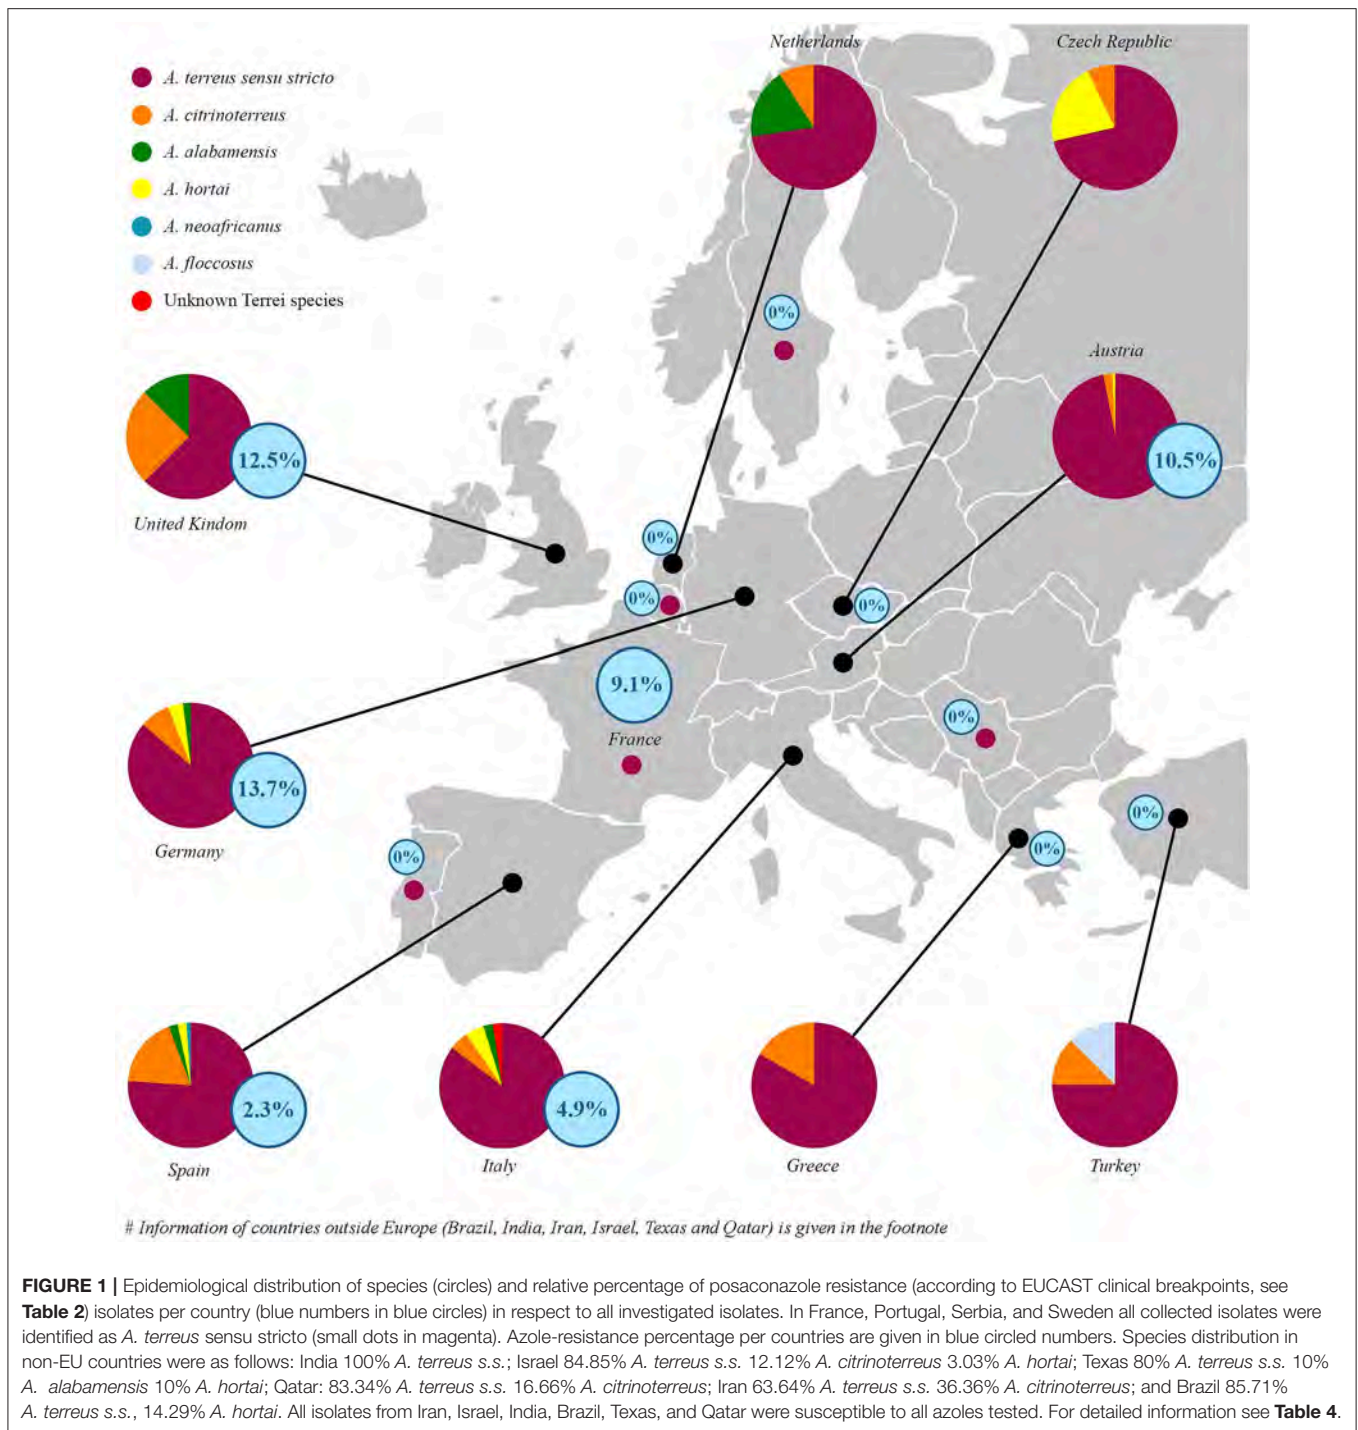 Netherlands
Czech Republic
A. terreus sensu stricto
A. citrinoterreus
A. alabamensis
A. hortai
A. neoafricanus
A. floccosus
Unknown Terrei species
0%
Austria
12.5%
10.5%
United Kindom
0%
0%
0%
9.1%
France
0%
13.7%
Germany
0%
0%
0%
2.3%
4.9%
Spain
Italy
Greece
Turkey
# Information of countries outside Europe (Brazil, India, Iran, Israel, Texas and Qatar) is given in the footnote
FIGURE 1 | Epidemiological distribution of species (circles) and relative percentage of posaconazole resistance (according to EUCAST clinical breakpoints, see
Table 2) isolates per country (blue numbers in blue circles) in respect to all investigated isolates. In France, Portugal, Serbia, and Sweden all collected isolates were
identified as A. terreus sensu stricto (small dots in magenta). Azole-resistance percentage per countries are given in blue circled numbers. Species distribution in
non-EU countries were as follows: India 100% A. terreus s.s.; Israel 84.85% A. terreus s.s. 12.12% A. citrinoterreus 3.03% A. hortai; Texas 80% A. terreus s.s. 10%
A. alabamensis 10% A. hortai; Qatar: 83.34% A. terreus s.s. 16.66% A. citrinoterreus; Iran 63.64% A. terreus s.s. 36.36% A. citrinoterreus; and Brazil 85.71%
A. terreus s.s., 14.29% A. hortai. All isolates from Iran, Israel, India, Brazil, Texas, and Qatar were susceptible to all azoles tested. For detailed information see Table 4.